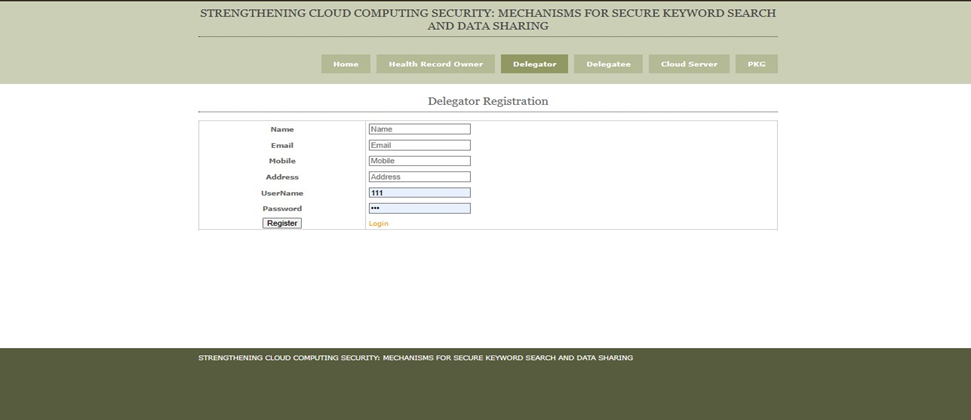 STRENGTHENING CLOUD COMPUTING SECURITY: MECHANISMS FOR SECURE KEYWORD SEARCH
AND DATA SHARING
Home Health Record Owner Delegator Delegatee Cloud Server PKG
Delegator Registration
Name Name
Email Email
Mobile Mobile
Address Address
UserName 111
Password •••
Register Login
STRENGTHENING CLOUD COMPUTING SECURITY: MECHANISMS FOR SECURE KEYWORD SEARCH AND DATA SHARING